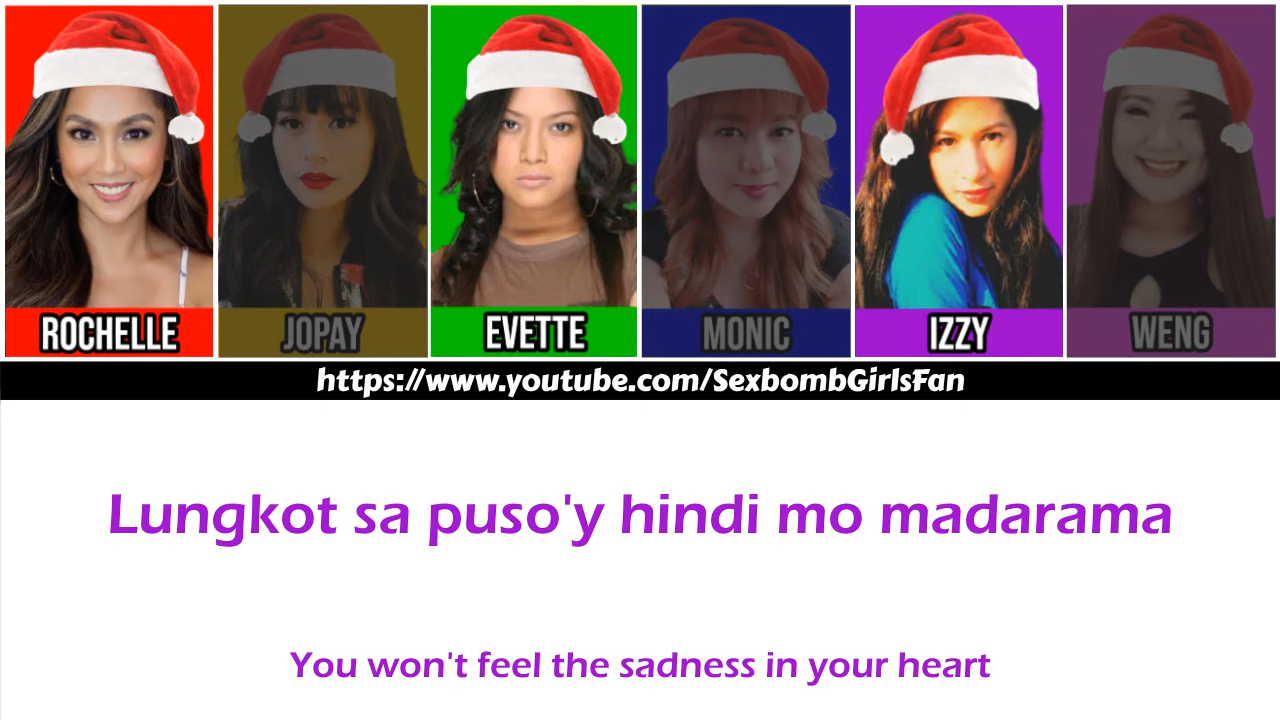 ROCHELLE JOPAY EVETTE MONIC IZZY WENG
https://www.youtube.com/SexbombGirlsFan
Lungkot sa puso'y hindi mo madarama
You won't feel the sadness in your heart